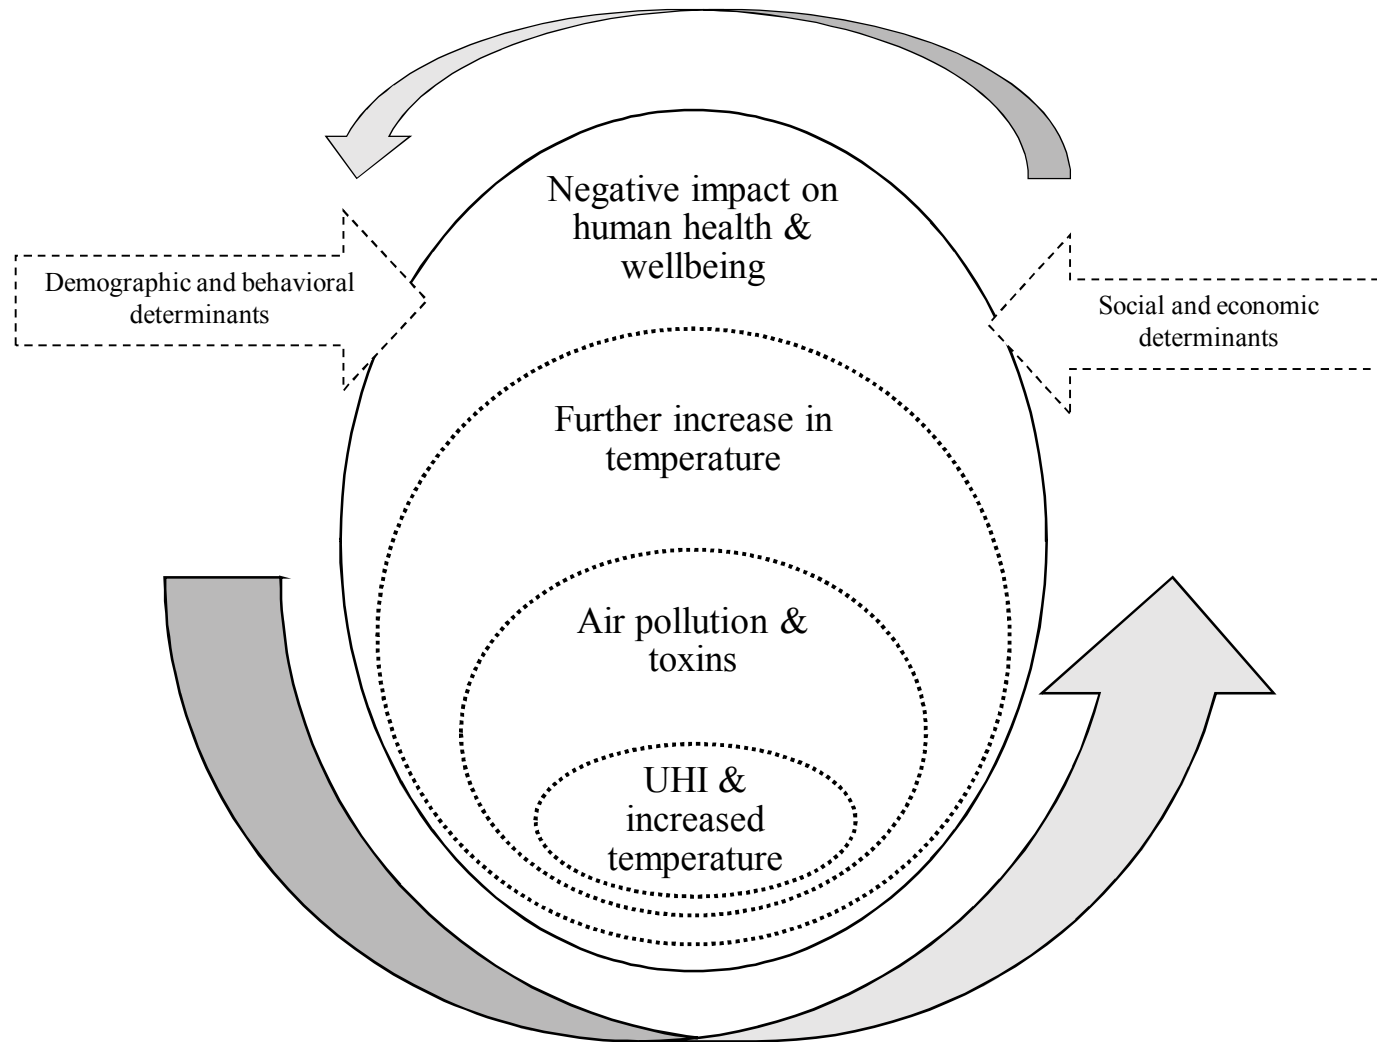 Negative impact on
human health &
wellbeing
Demographic and behavioral
determinants
Social and economic
determinants
Further increase in
temperature
Air pollution &
toxins
UHI &
increased
temperature